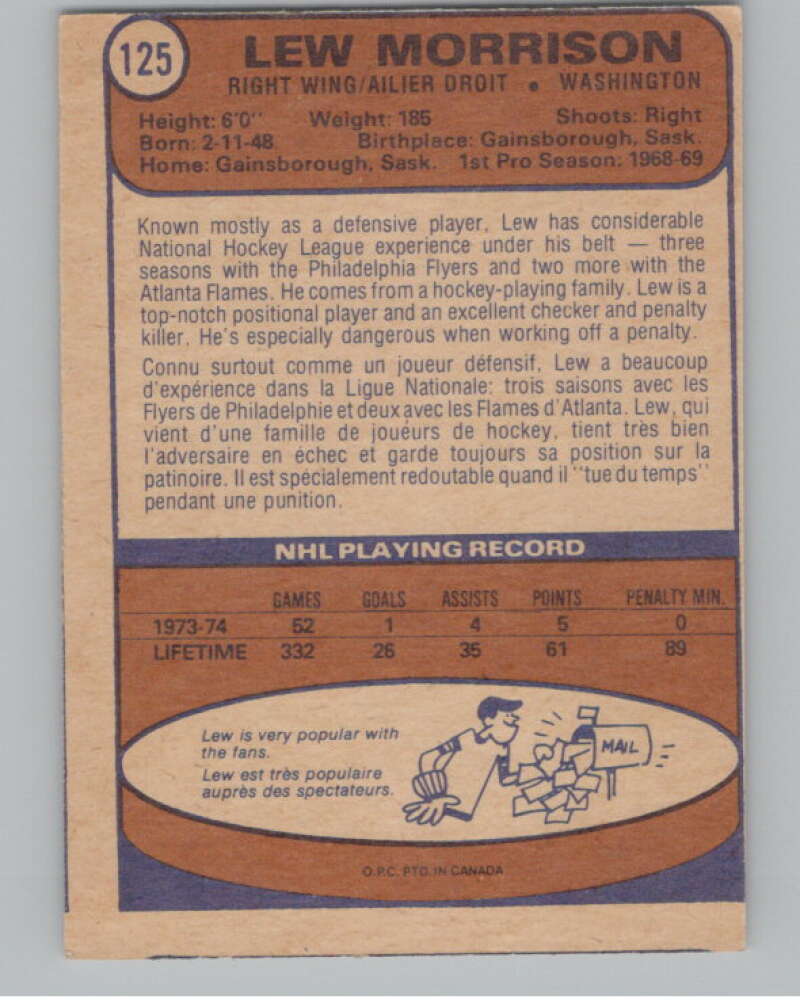 125
LEW MORRISON
RIGHT WING/AILIER DROIT • WASHINGTON
Height: 6'0'' Weight: 185 Shoots: Right
Born: 2-11-48 Birthplace: Gainsborough, Sask.
Home: Gainsborough, Sask. 1st Pro Season: 1968-69
Known mostly as a defensive player, Lew has considerable
National Hockey League experience under his belt — three
seasons with the Philadelphia Flyers and two more with the
Atlanta Flames. He comes from a hockey-playing family. Lew is a
top-notch positional player and an excellent checker and penalty
killer. He's especially dangerous when working off a penalty.
Connu surtout comme un joueur défensif, Lew a beaucoup
d'expérience dans la Ligue Nationale: trois saisons avec les
Flyers de Philadelphie et deux avec les Flames d'Atlanta. Lew, qui
vient d'une famille de joueurs de hockey, tient très bien
l'adversaire en échec et garde toujours sa position sur la
patinoire. Il est spécialement redoutable quand il ''tue du temps''
pendant une punition.
NHL PLAYING RECORD
GAMES GOALS ASSISTS POINTS PENALTY MIN.
1973-74 52 1 4 5 0
LIFETIME 332 26 35 61 89
Lew is very popular with
the fans.
Lew est très populaire
auprès des spectateurs.
MAIL
O.P.C. PTD. IN CANADA